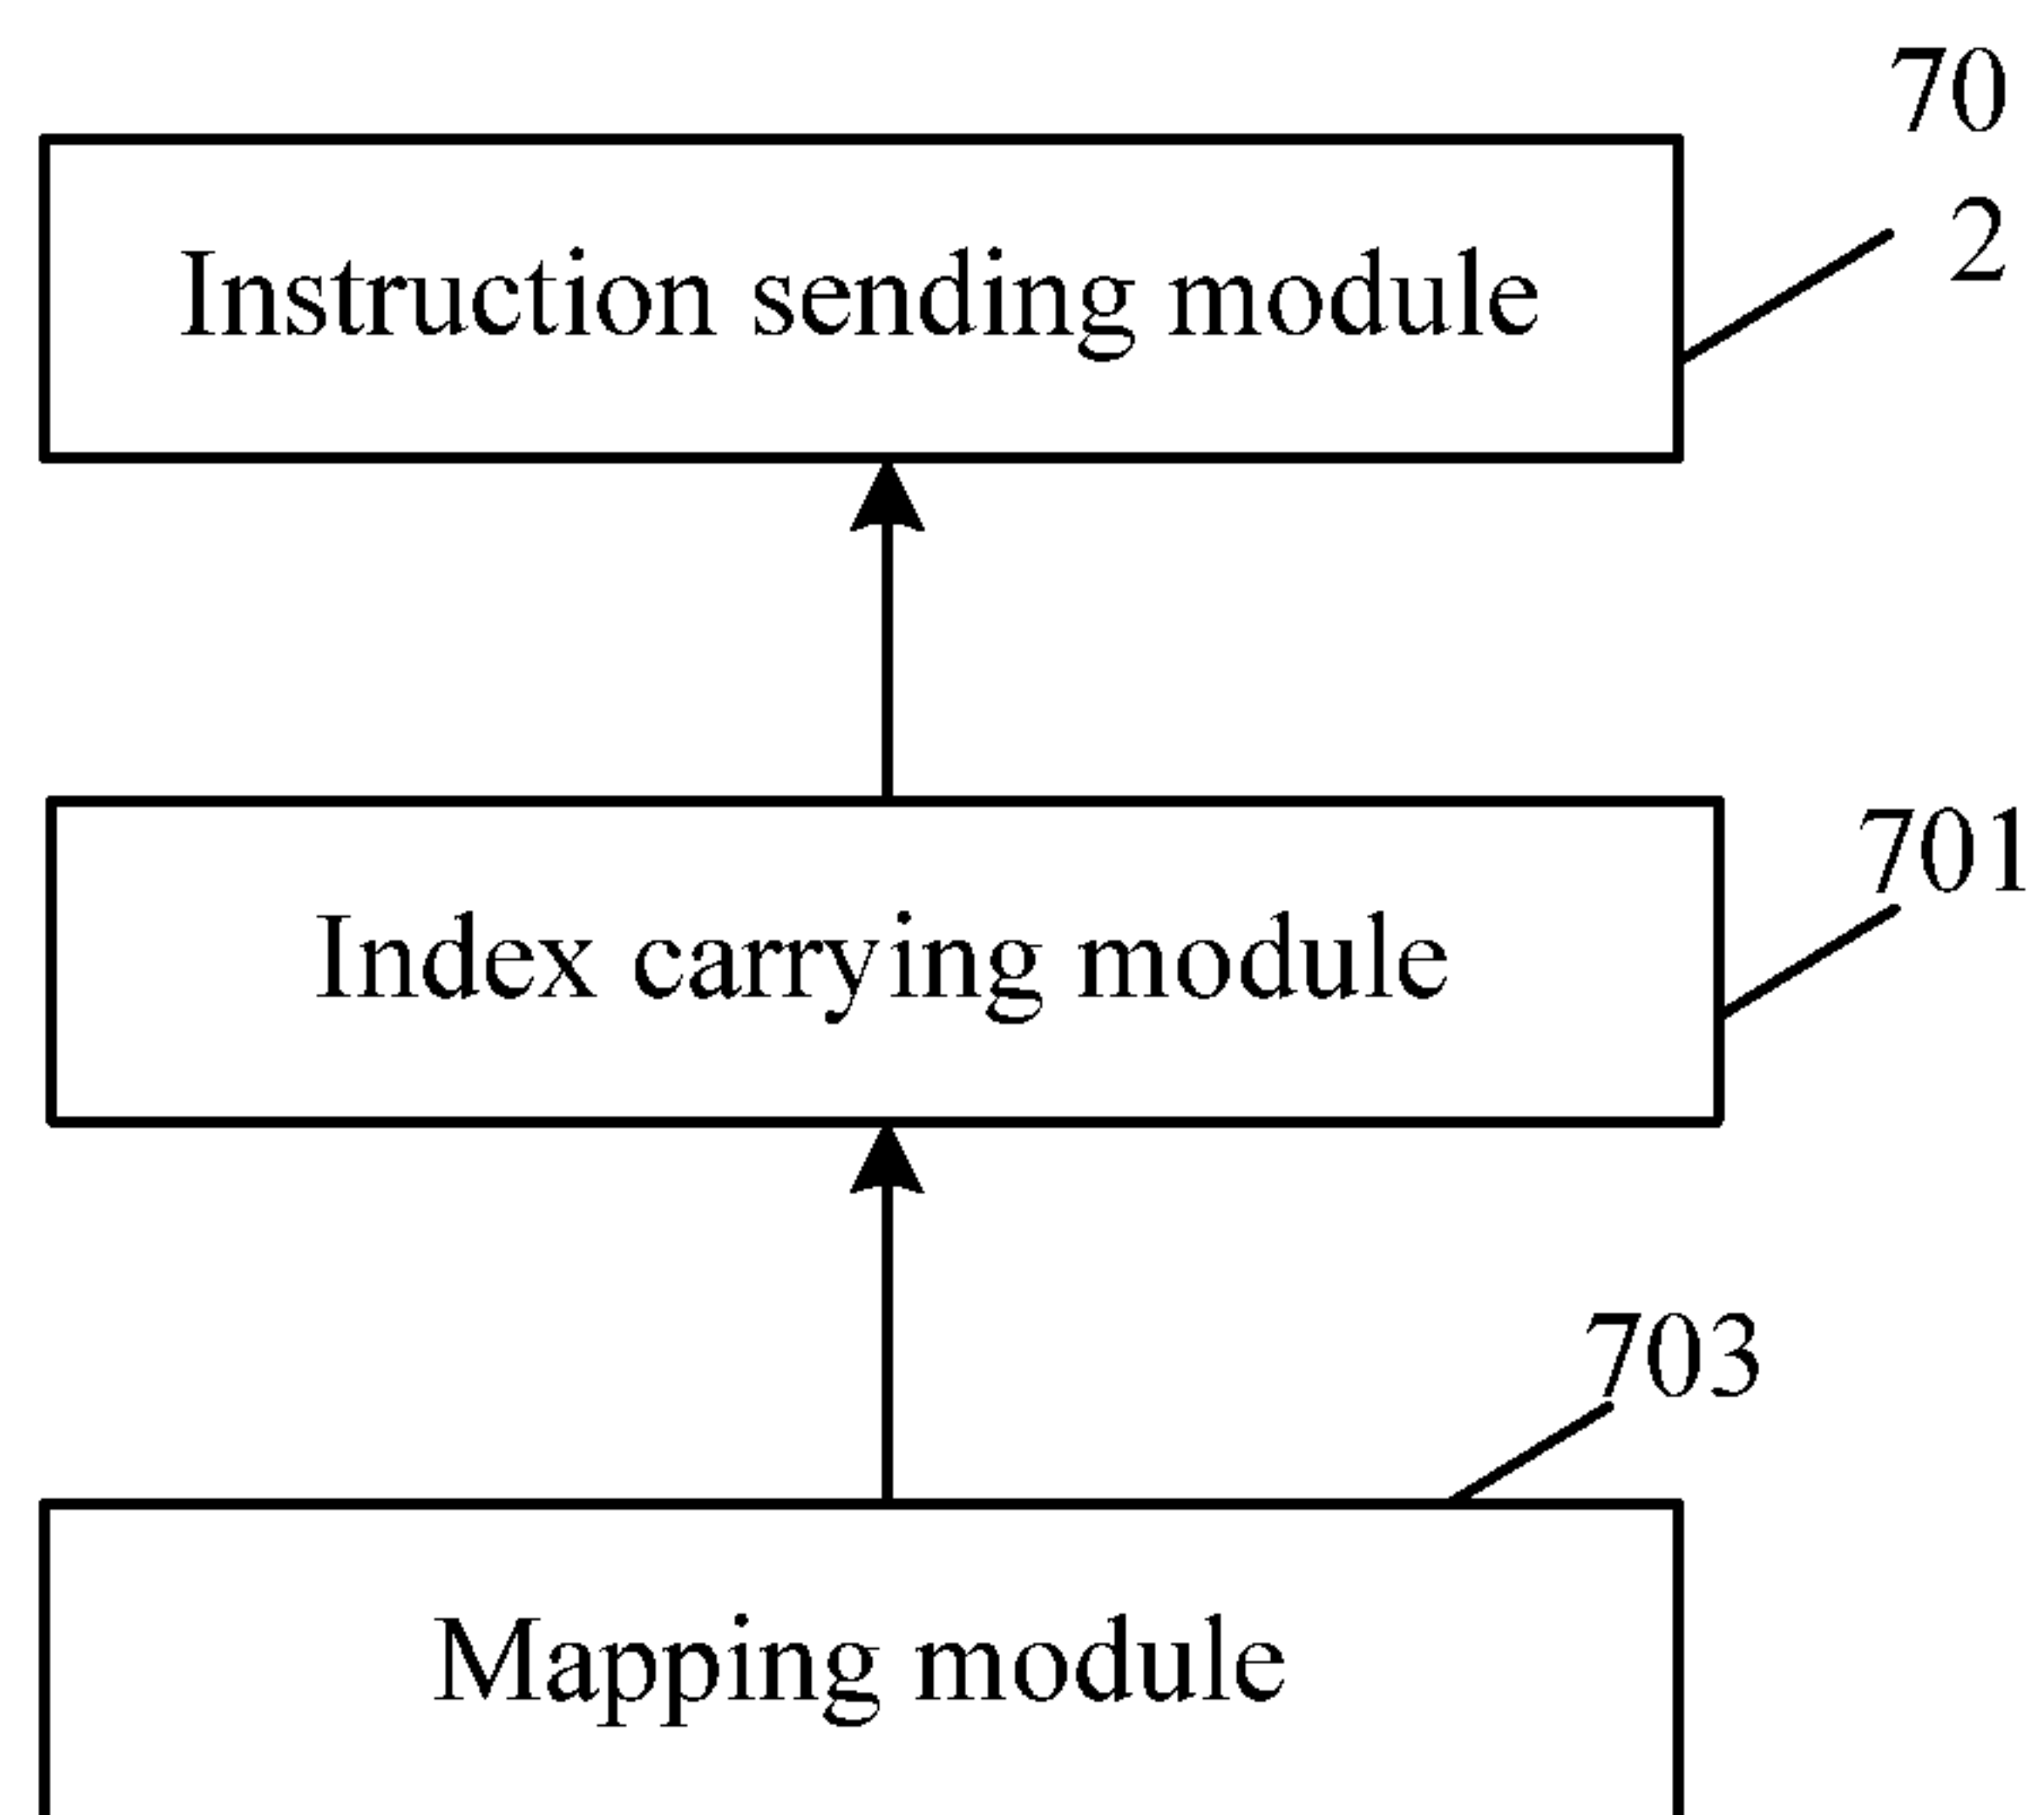 70
2
Instruction sending module
701
Index carrying module
703
Mapping module